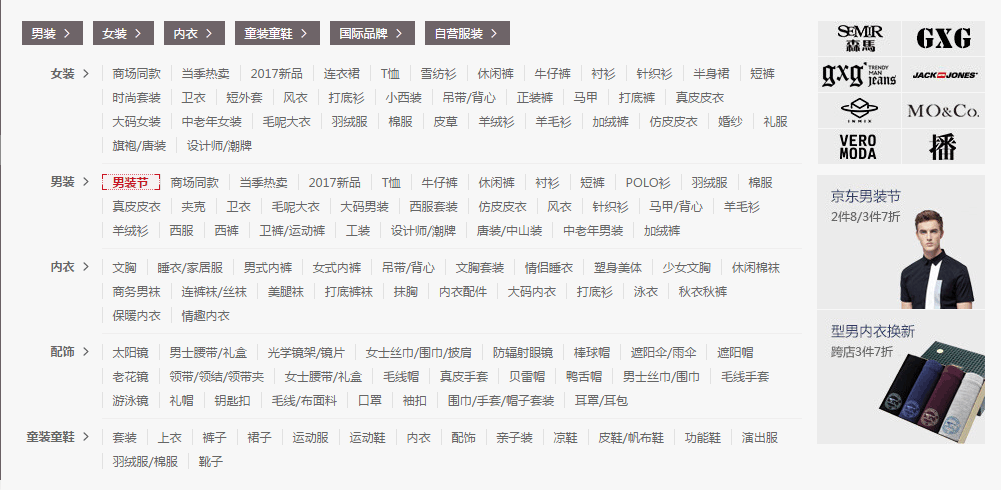 男装 > 女装 > 内衣 > 童装童鞋 > 国际品牌 > 自营服装 >
女装 > 商场同款 当季热卖 2017新品 连衣裙 T恤 雪纺衫 休闲裤 牛仔裤 衬衫 针织衫 半身裙 短裤
时尚套装 卫衣 短外套 风衣 打底衫 小西装 吊带/背心 正装裤 马甲 打底裤 真皮皮衣
大码女装 中老年女装 毛呢大衣 羽绒服 棉服 皮草 羊绒衫 羊毛衫 加绒裤 仿皮皮衣 婚纱 礼服
旗袍/唐装 设计师/潮牌
男装 > 男装节 商场同款 当季热卖 2017新品 T恤 牛仔裤 休闲裤 衬衫 短裤 POLO衫 羽绒服 棉服
真皮皮衣 夹克 卫衣 毛呢大衣 大码男装 西服套装 仿皮皮衣 风衣 针织衫 马甲/背心 羊毛衫
羊绒衫 西服 西裤 卫裤/运动裤 工装 设计师/潮牌 唐装/中山装 中老年男装 加绒裤
内衣 > 文胸 睡衣/家居服 男式内裤 女式内裤 吊带/背心 文胸套装 情侣睡衣 塑身美体 少女文胸 休闲棉袜
商务男袜 连裤袜/丝袜 美腿袜 打底裤袜 抹胸 内衣配件 大码内衣 打底衫 泳衣 秋衣秋裤
保暖内衣 情趣内衣
配饰 > 太阳镜 男士腰带/礼盒 光学镜架/镜片 女士丝巾/围巾/披肩 防辐射眼镜 棒球帽 遮阳伞/雨伞 遮阳帽
老花镜 领带/领结/领带夹 女士腰带/礼盒 毛线帽 真皮手套 贝雷帽 鸭舌帽 男士丝巾/围巾 毛线手套
游泳镜 礼帽 钥匙扣 毛线/布面料 口罩 袖扣 围巾/手套/帽子套装 耳罩/耳包
童装童鞋 > 套装 上衣 裤子 裙子 运动服 运动鞋 内衣 配饰 亲子装 凉鞋 皮鞋/帆布鞋 功能鞋 演出服
羽绒服/棉服 靴子
SEMIR
森馬
GXG
gxg jeans
TRENDY
MAN
JACK JONES
INMIX
MO&Co.
VERO
MODA
播
京东男装节
2件8/3件7折
型男内衣换新
跨店3件7折